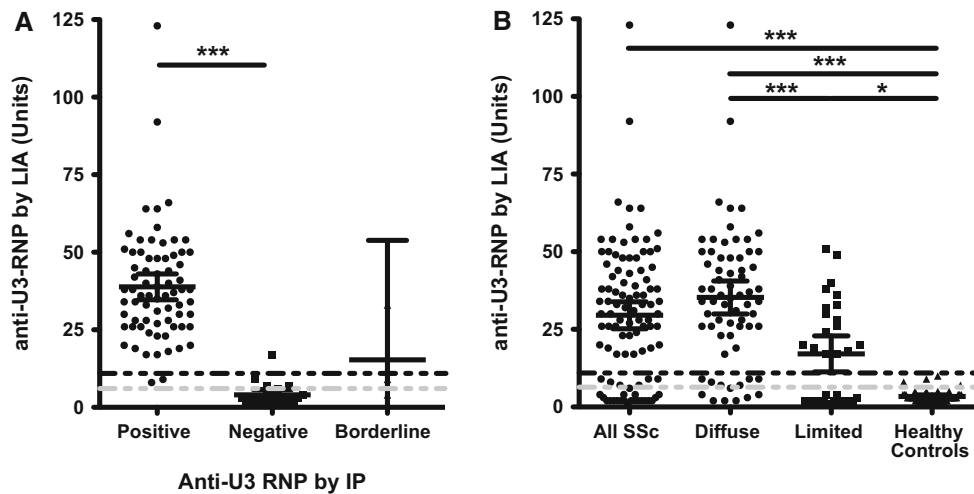 A
anti-U3-RNP by LIA (Units)
125
100
75
50
25
0
***
Positive
Negative
Borderline
Anti-U3 RNP by IP
B
anti-U3-RNP by LIA (Units)
125
100
75
50
25
0
***
***
***
*
All SSc
Diffuse
Limited
Healthy
Controls